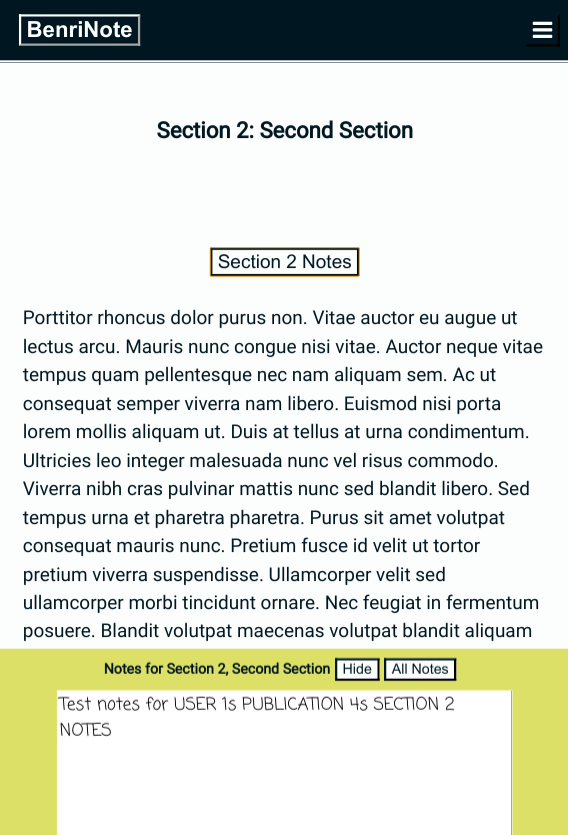 BenriNote
Section 2: Second Section
Section 2 Notes
Porttitor rhoncus dolor purus non. Vitae auctor eu augue ut
lectus arcu. Mauris nunc congue nisi vitae. Auctor neque vitae
tempus quam pellentesque nec nam aliquam sem. Ac ut
consequat semper viverra nam libero. Euismod nisi porta
lorem mollis aliquam ut. Duis at tellus at urna condimentum.
Ultricies leo integer malesuada nunc vel risus commodo.
Viverra nibh cras pulvinar mattis nunc sed blandit libero. Sed
tempus urna et pharetra pharetra. Purus sit amet volutpat
consequat mauris nunc. Pretium fusce id velit ut tortor
pretium viverra suspendisse. Ullamcorper velit sed
ullamcorper morbi tincidunt ornare. Nec feugiat in fermentum
posuere. Blandit volutpat maecenas volutpat blandit aliquam
Notes for Section 2, Second Section Hide All Notes
Test notes for USER 1s PUBLICATION 4s SECTION 2
NOTES